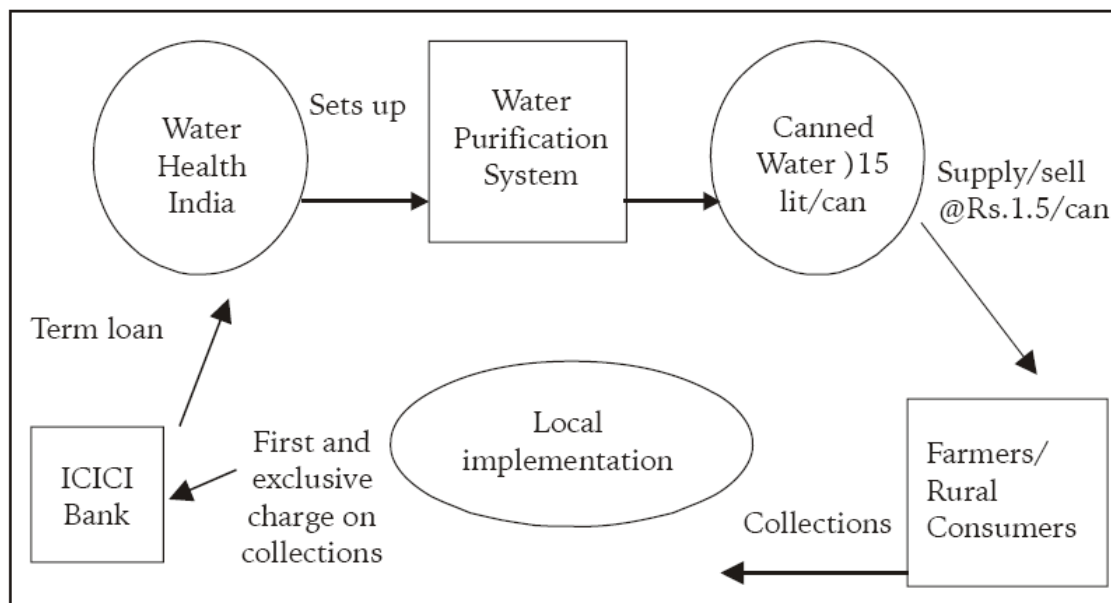 Water
Health
India
Sets up
Water
Purification
System
Canned
Water )15
lit/can
Supply/sell
@Rs.1.5/can
Term loan
ICICI
Bank
First and
exclusive
charge on
collections
Local
implementation
Collections
Farmers/
Rural
Consumers